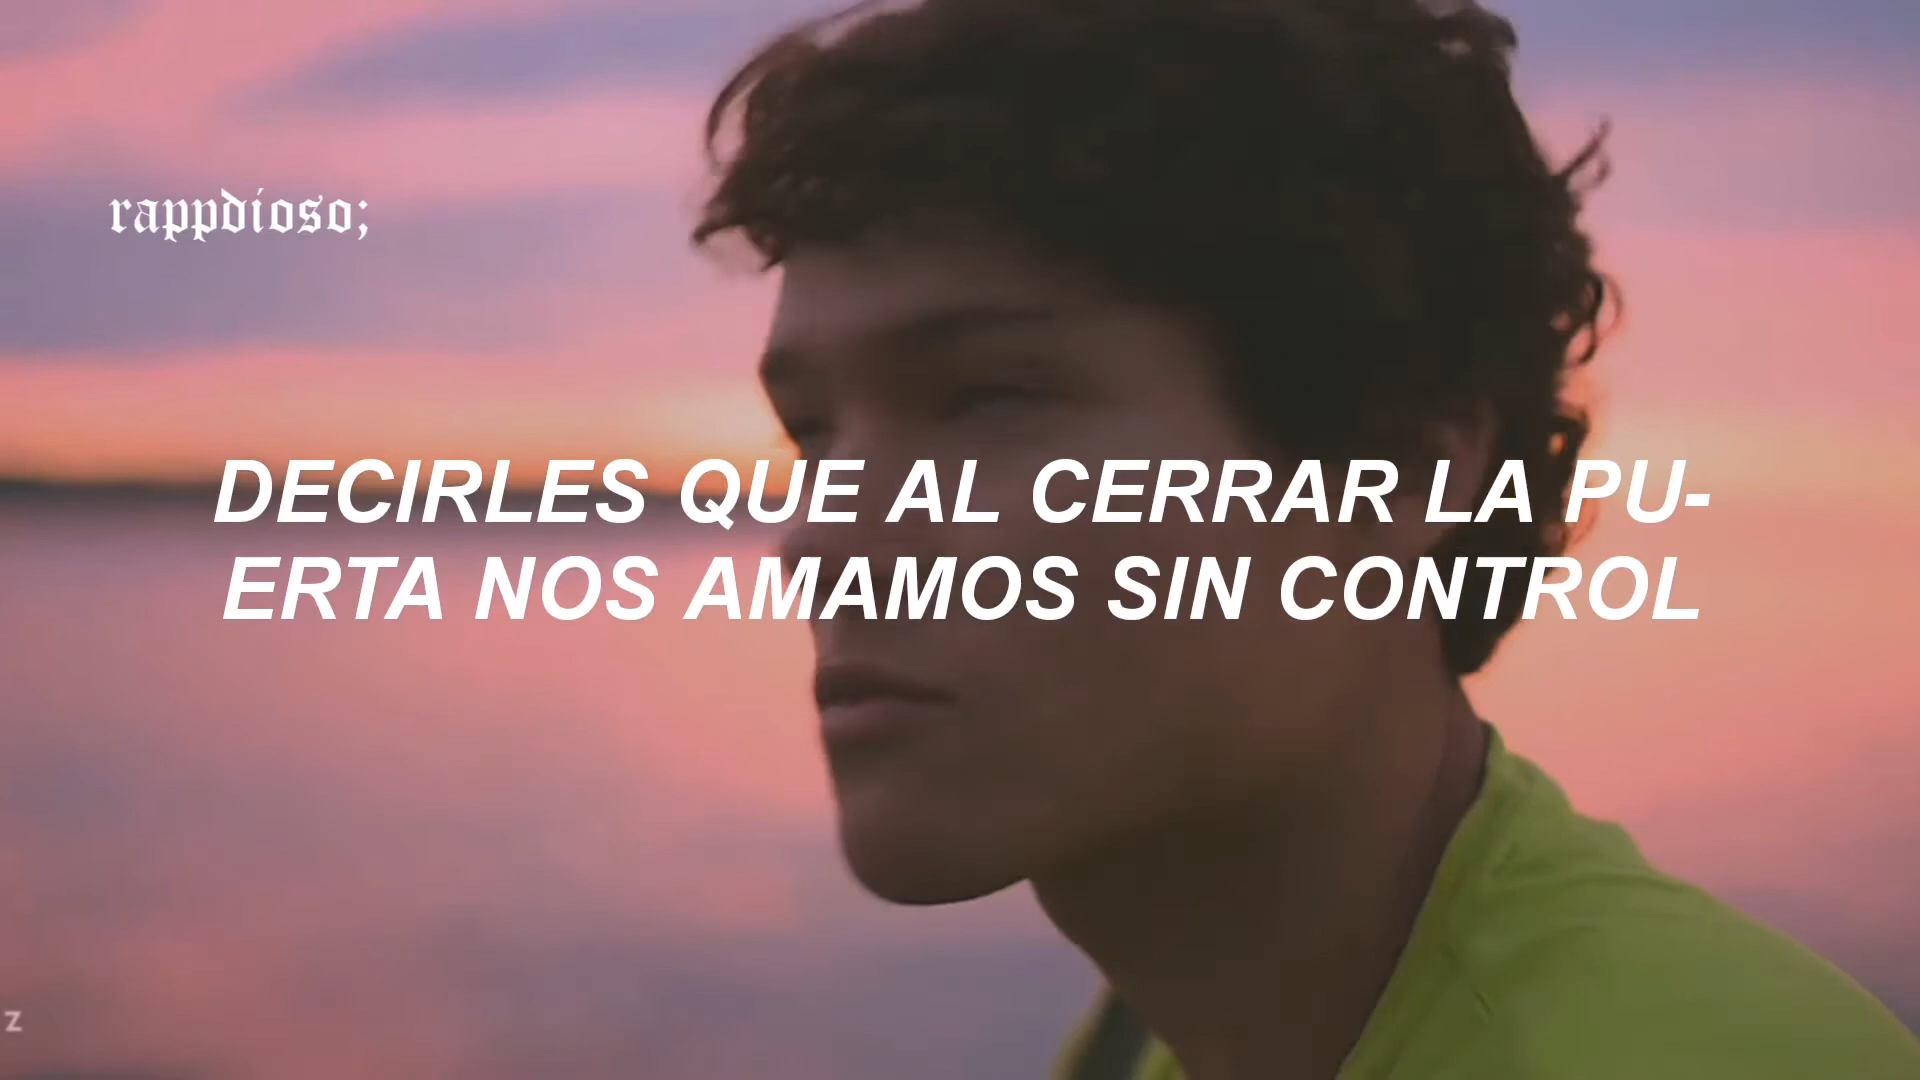 rappdioso;
DECIRLES QUE AL CERRAR LA PU-
ERTA NOS AMAMOS SIN CONTROL
Z